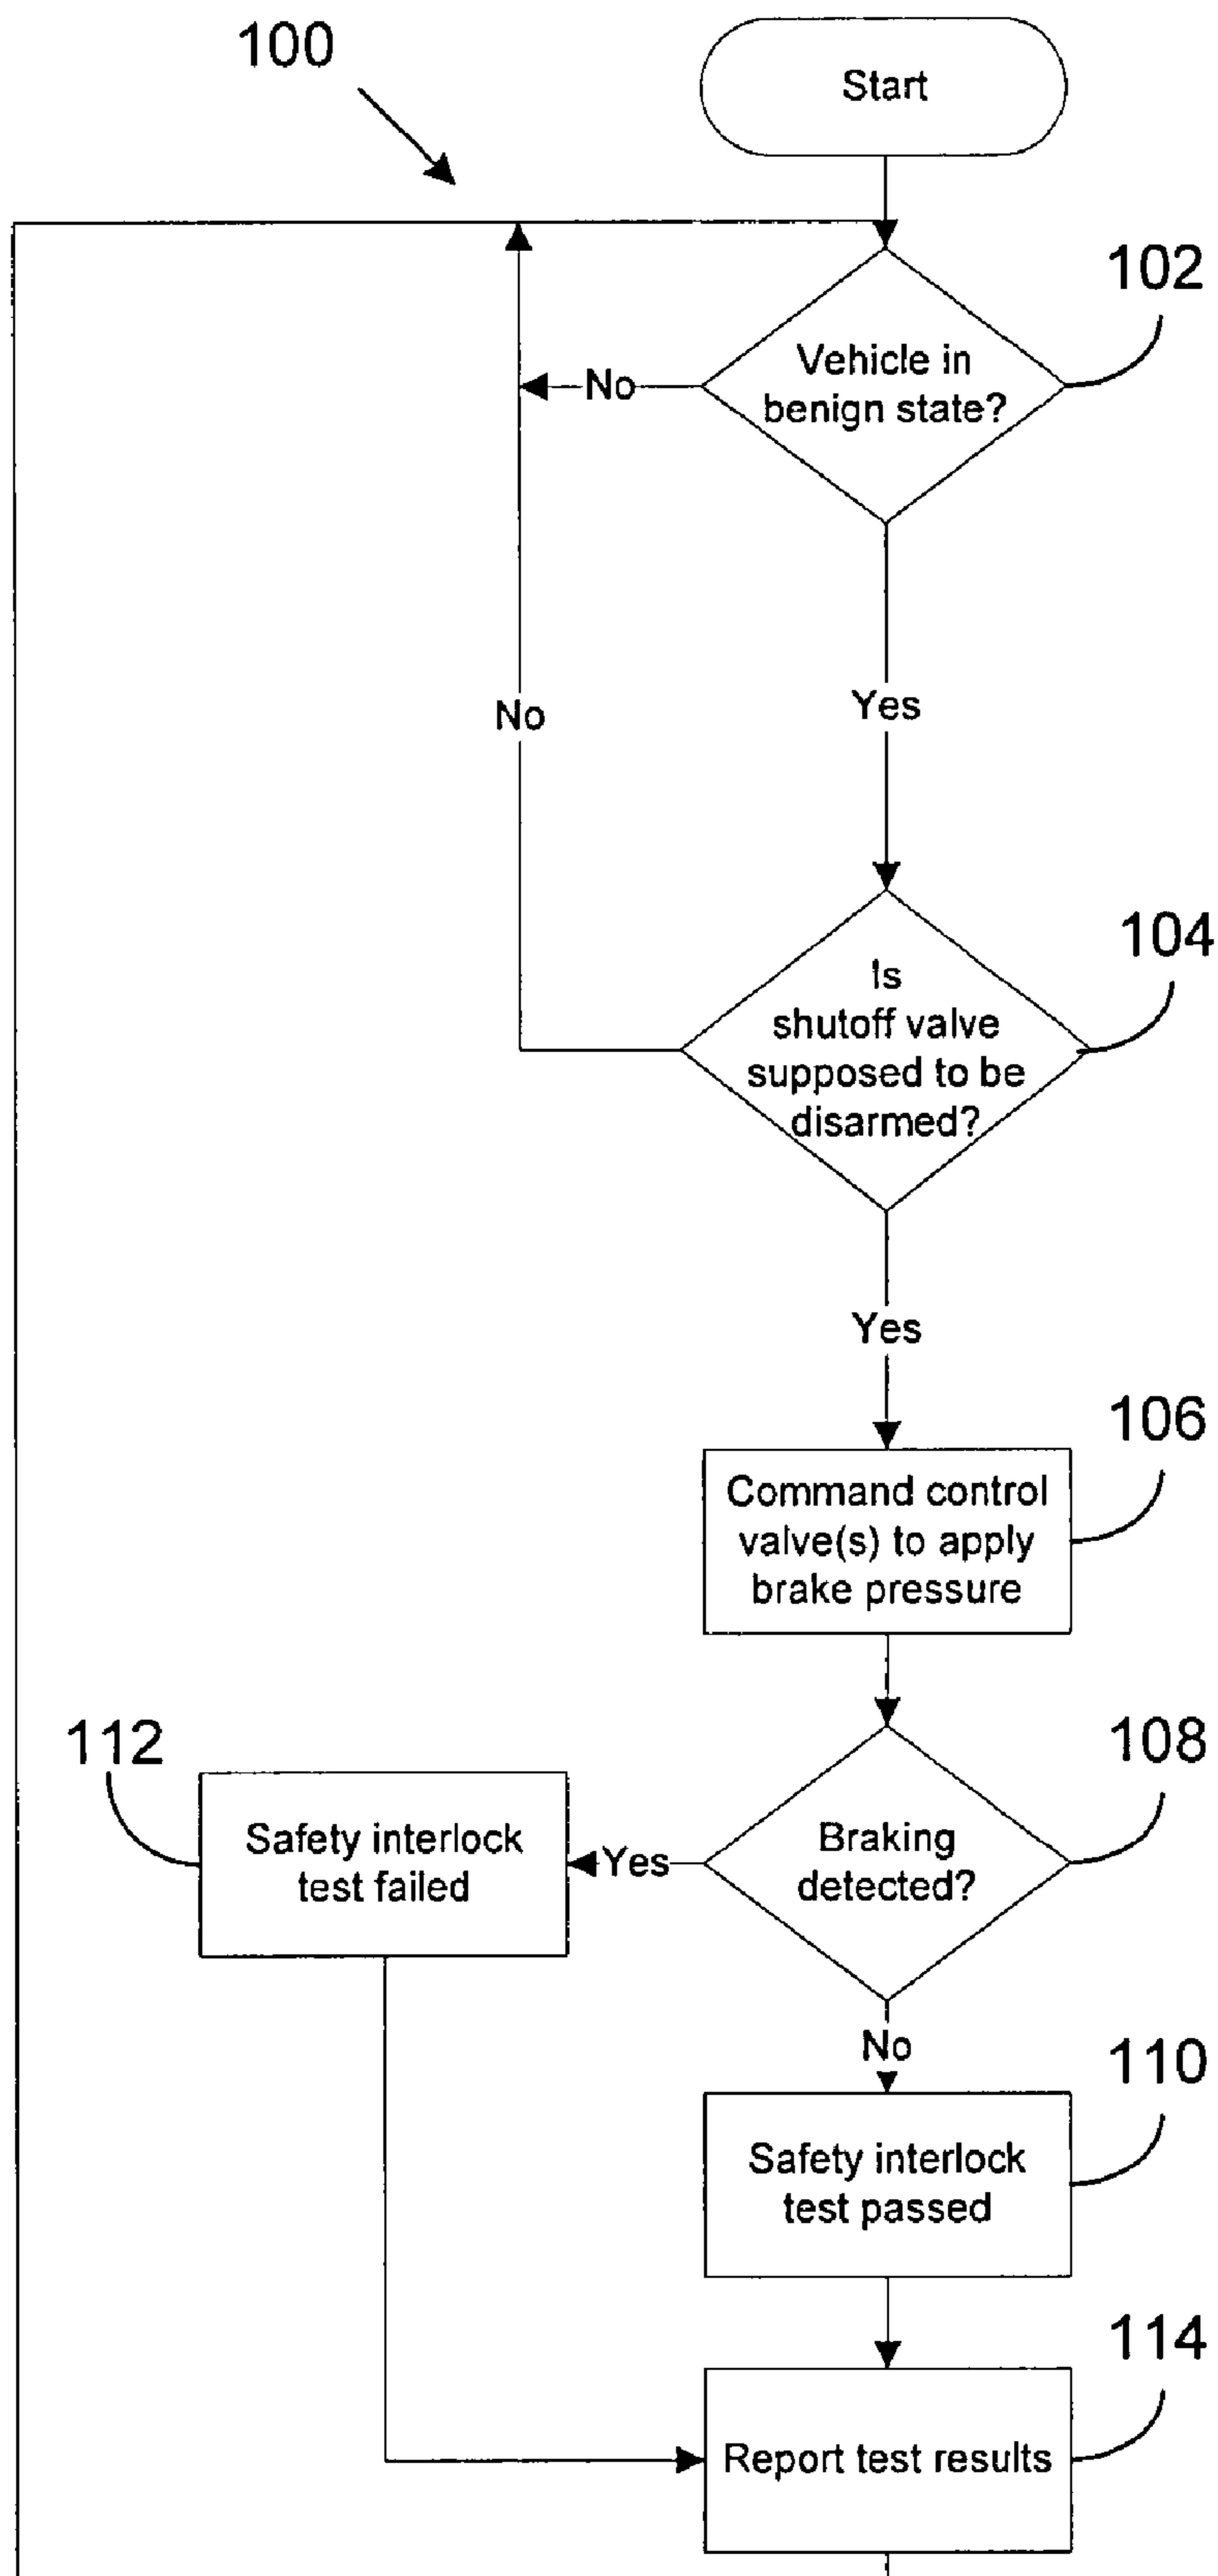 100
Start
102
Vehicle in
benign state?
No
No
Yes
104
Is
shutoff valve
supposed to be
disarmed?
Yes
106
Command control
valve(s) to apply
brake pressure
112
108
Safety interlock
test failed
Yes
Braking
detected?
No
110
Safety interlock
test passed
114
Report test results